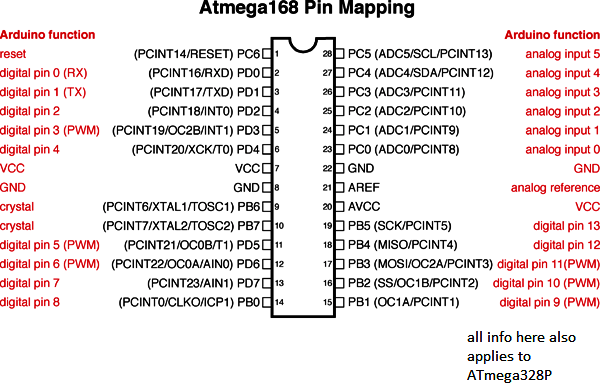 Atmega168 Pin Mapping
Arduino function Arduino function
reset (PCINT14/RESET) PC6 1 28 PC5 (ADC5/SCL/PCINT13) analog input 5
digital pin 0 (RX) (PCINT16/RXD) PD0 2 27 PC4 (ADC4/SDA/PCINT12) analog input 4
digital pin 1 (TX) (PCINT17/TXD) PD1 3 26 PC3 (ADC3/PCINT11) analog input 3
digital pin 2 (PCINT18/INT0) PD2 4 25 PC2 (ADC2/PCINT10) analog input 2
digital pin 3 (PWM) (PCINT19/OC2B/INT1) PD3 5 24 PC1 (ADC1/PCINT9) analog input 1
digital pin 4 (PCINT20/XCK/T0) PD4 6 23 PC0 (ADC0/PCINT8) analog input 0
VCC VCC 7 22 GND GND
GND GND 8 21 AREF analog reference
crystal (PCINT6/XTAL1/TOSC1) PB6 9 20 AVCC VCC
crystal (PCINT7/XTAL2/TOSC2) PB7 10 19 PB5 (SCK/PCINT5) digital pin 13
digital pin 5 (PWM) (PCINT21/OC0B/T1) PD5 11 18 PB4 (MISO/PCINT4) digital pin 12
digital pin 6 (PWM) (PCINT22/OC0A/AIN0) PD6 12 17 PB3 (MOSI/OC2A/PCINT3) digital pin 11(PWM)
digital pin 7 (PCINT23/AIN1) PD7 13 16 PB2 (SS/OC1B/PCINT2) digital pin 10 (PWM)
digital pin 8 (PCINT0/CLKO/ICP1) PB0 14 15 PB1 (OC1A/PCINT1) digital pin 9 (PWM)
all info here also
applies to
ATmega328P